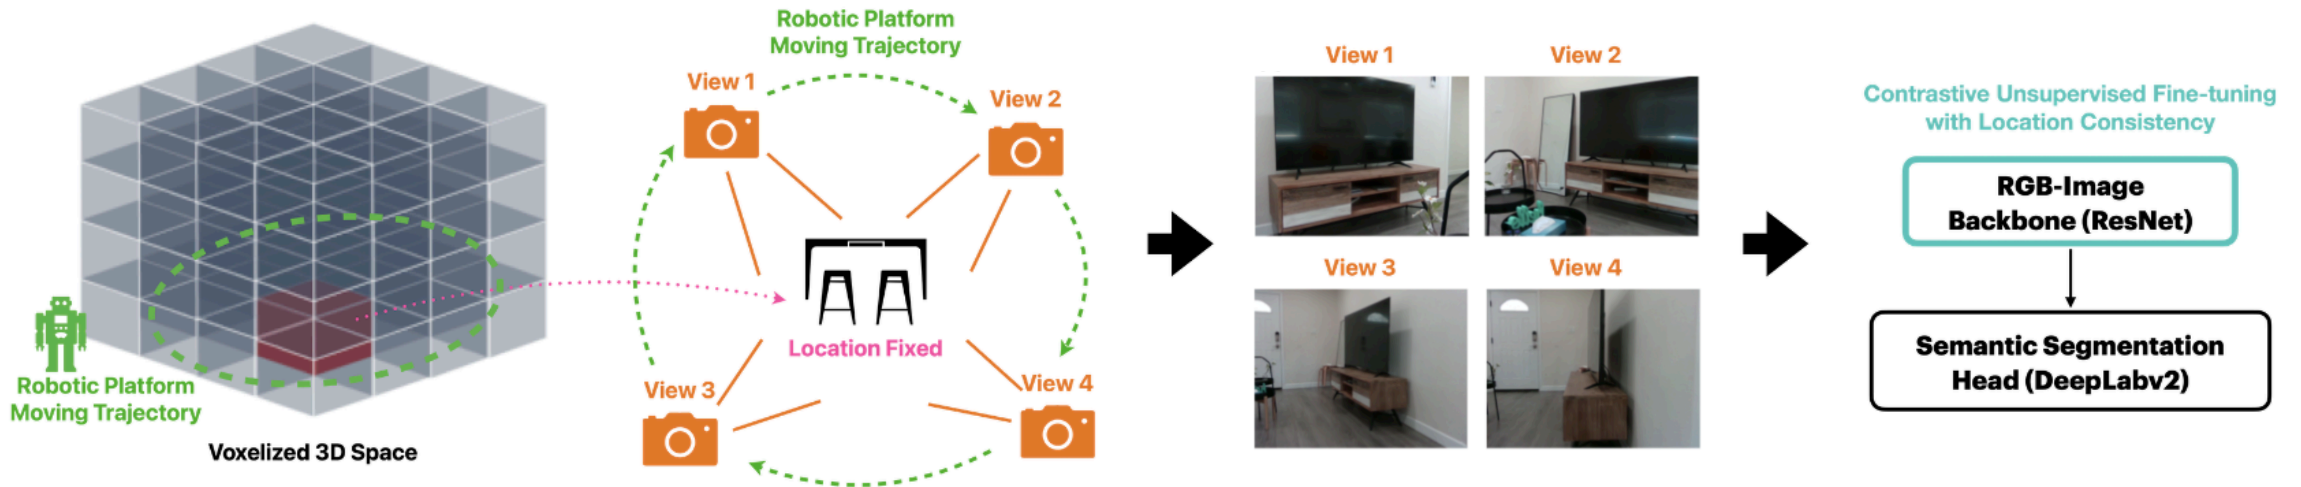 Robotic Platform
Moving Trajectory
Voxelized 3D Space
Robotic Platform
Moving Trajectory
View 1
View 2
Location Fixed
View 3
View 4
View 1
View 2
View 3
View 4
Contrastive Unsupervised Fine-tuning
with Location Consistency
RGB-Image
Backbone (ResNet)
Semantic Segmentation
Head (DeepLabv2)